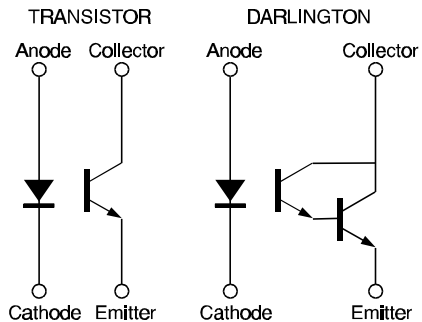 TRANSISTOR DARLINGTON
Anode Collector Anode Collector
Cathode Emitter Cathode Emitter